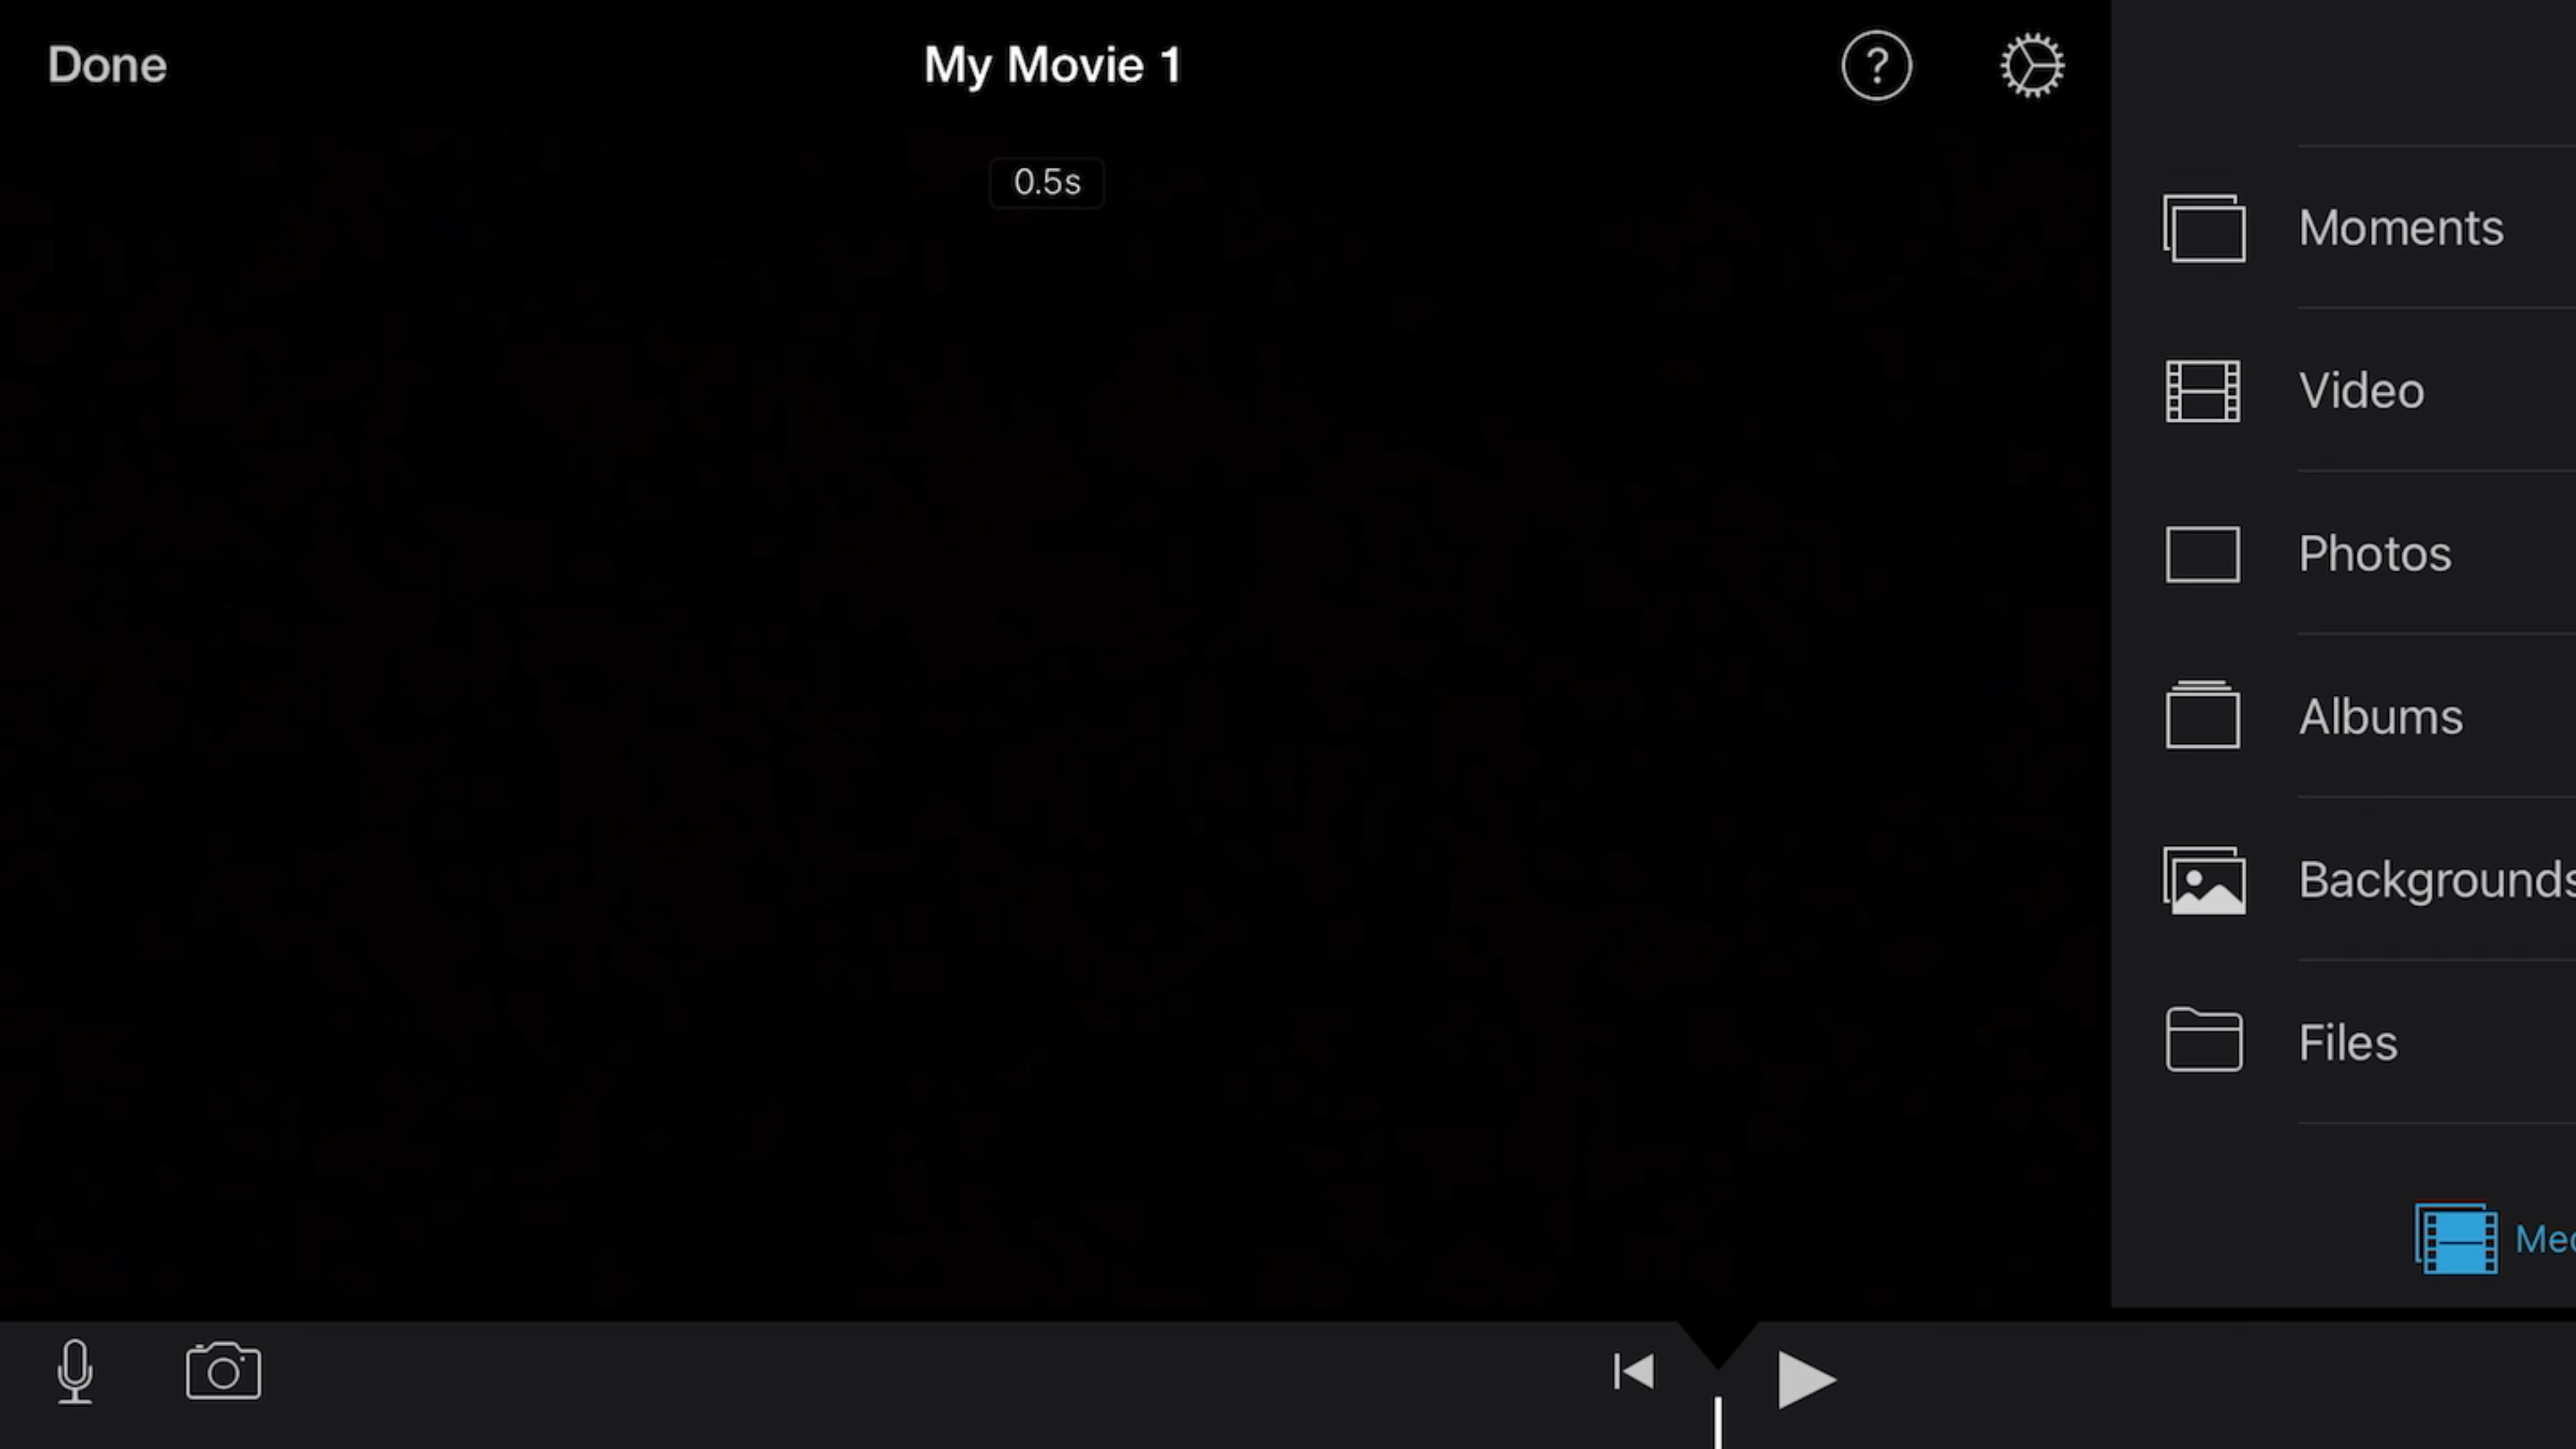 Done
My Movie 1
?
0.5s
Moments
Video
Photos
Albums
Backgrounds
Files